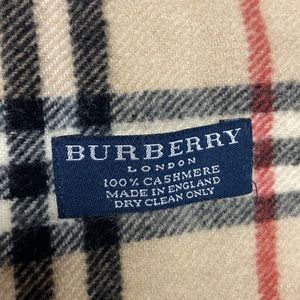 BURBERRY
LONDON
100% CASHMERE
MADE IN ENGLAND
DRY CLEAN ONLY